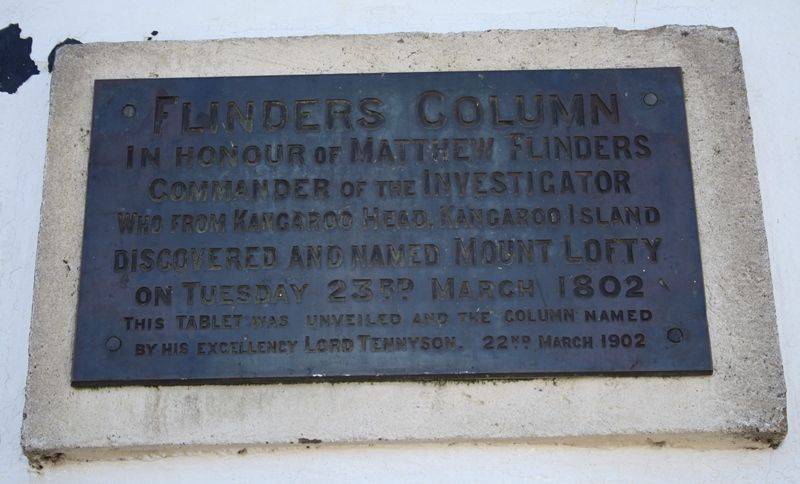 FLINDERS COLUMN
IN HONOUR OF MATTHEW FLINDERS
COMMANDER OF THE INVESTIGATOR
WHO FROM KANGAROO HEAD, KANGAROO ISLAND
DISCOVERED AND NAMED MOUNT LOFTY
ON TUESDAY 23RD MARCH 1802
THIS TABLET WAS UNVEILED AND THE COLUMN NAMED
BY HIS EXCELLENCY LORD TENNYSON. 22ND MARCH 1902